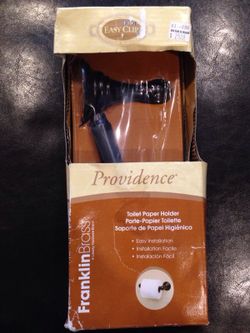 EASY CLIP
Providence
Toilet Paper Holder
Porte-Papier Toilette
Soporte de Papel Higiénico
• Easy Installation
• Installation Facile
• Instalación Fácil
FranklinBrass